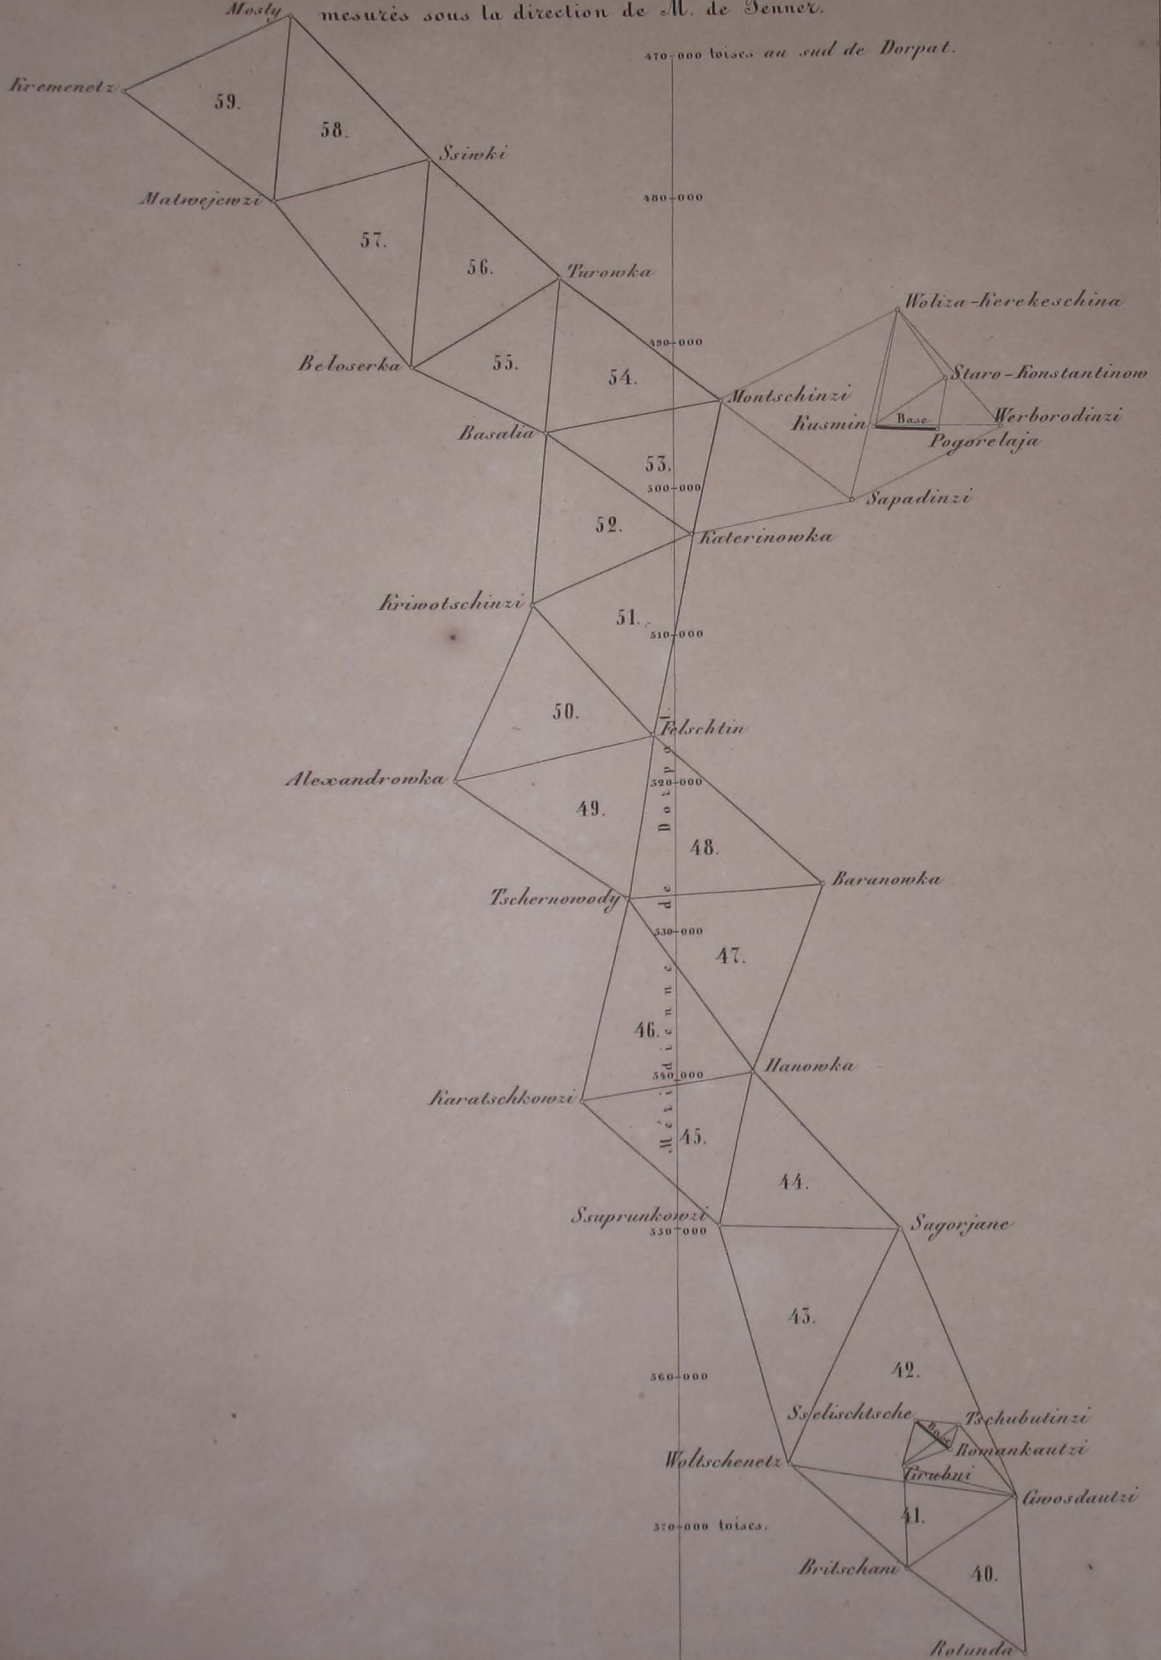 Mosty
mesurés sous la direction de M. de Tenner.
470-000 toises au sud de Dorpat.
Kremenetz
59.
58.
Ssiwki
Matwejewzi
480-000
57.
56.
Turowka
Woliza-Kerekeschina
490-000
Beloserka
55.
54.
Staro-Konstantinow
Montschinzi
Kusmin
Base
Werborodinzi
Pogorelaja
Basalia
53.
500-000
Sapadinzi
52.
Katerinowka
Kriwotschinzi
51.
510-000
50.
Felschtin
Alexandrowka
520-000
49.
48.
Baranowka
Tschernowody
530-000
47.
46.
Méridienne de Dorpat.
Hanowka
540-000
Karatschkowzi
45.
44.
Ssuprunkowzi
550-000
Sagorjane
43.
42.
560-000
Sselischtsche
Tschubutinzi
Base
Romankautzi
Woltschenetz
Grubni
Gwosdautzi
41.
570-000 toises.
Britschani
40.
Rotunda